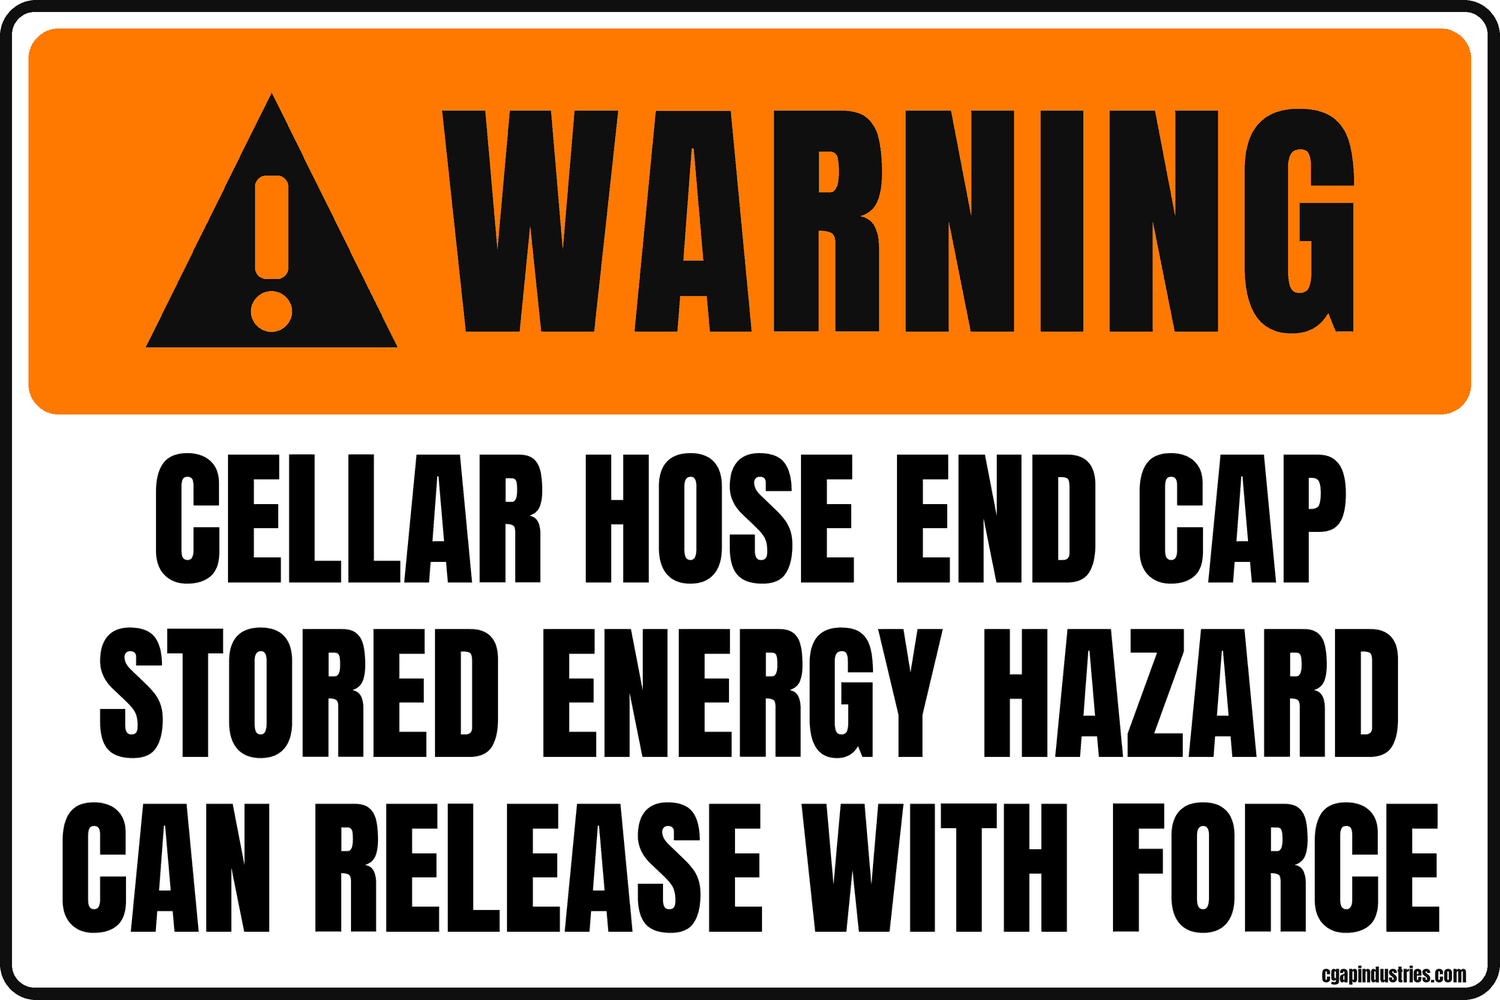 WARNING
CELLAR HOSE END CAP
STORED ENERGY HAZARD
CAN RELEASE WITH FORCE
cgapindustries.com